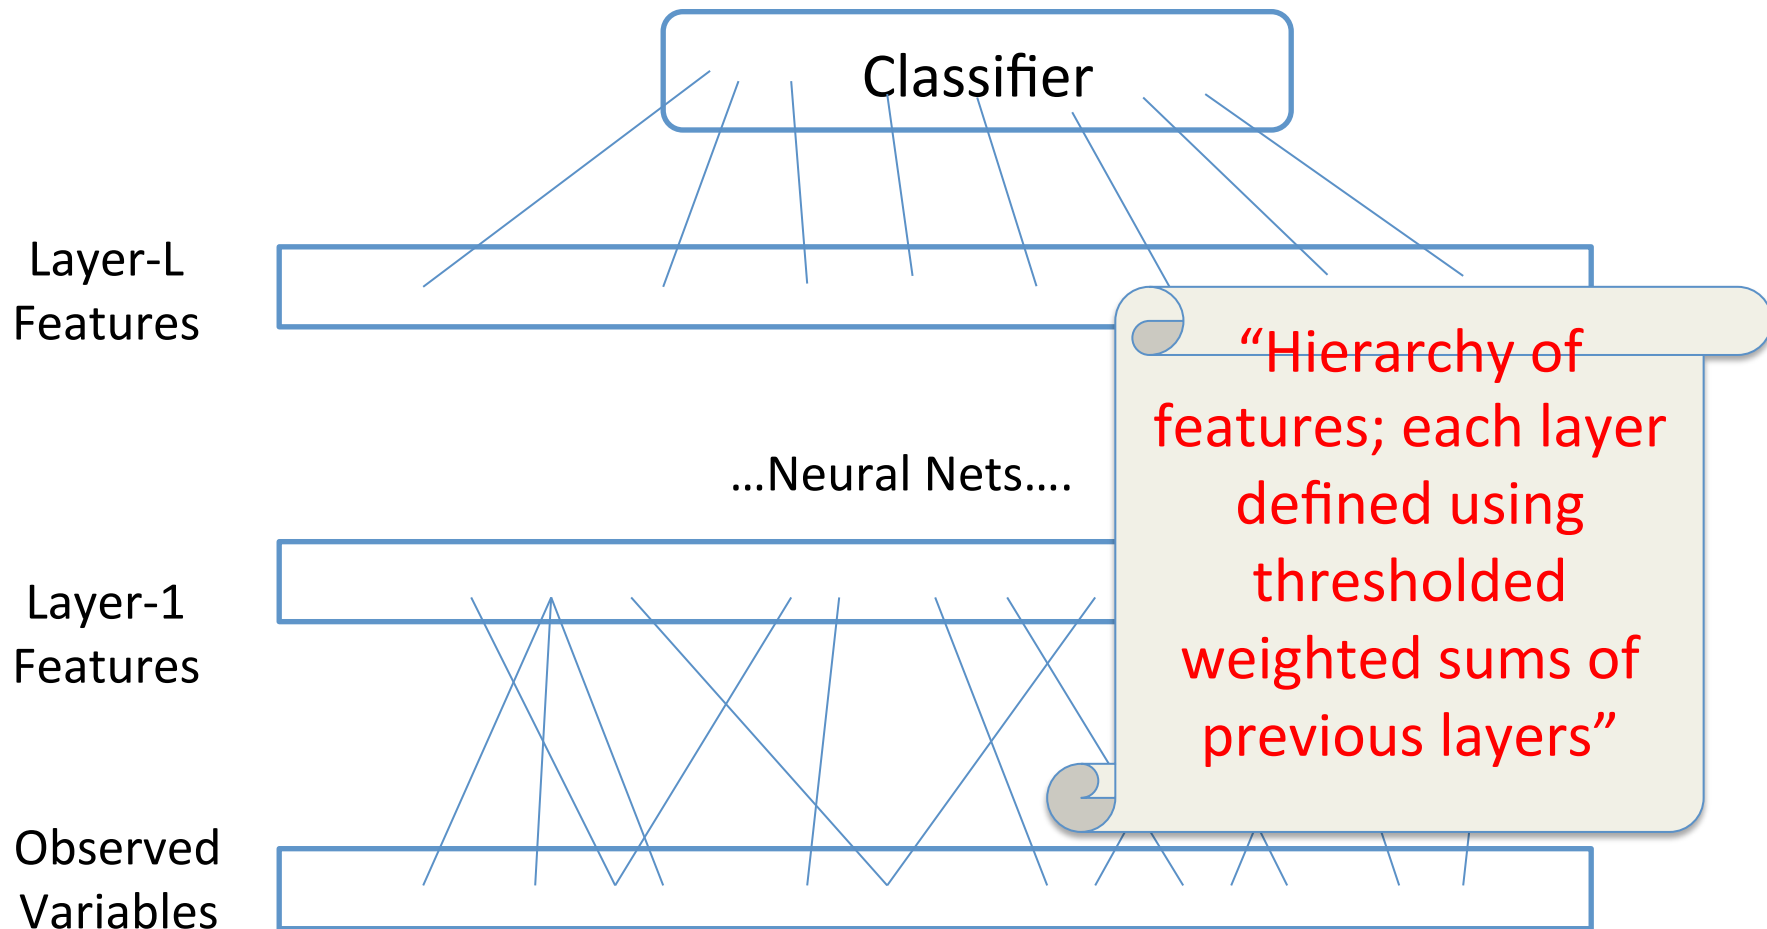 Classifier
Layer-L
Features
“Hierarchy of
features; each layer
defined using
thresholded
weighted sums of
previous layers”
…Neural Nets….
Layer-1
Features
Observed
Variables